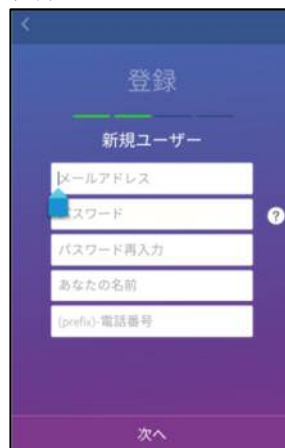 登録
新規ユーザー
メールアドレス
パスワード
?
パスワード再入力
あなたの名前
(prefix)-電話番号
次へ